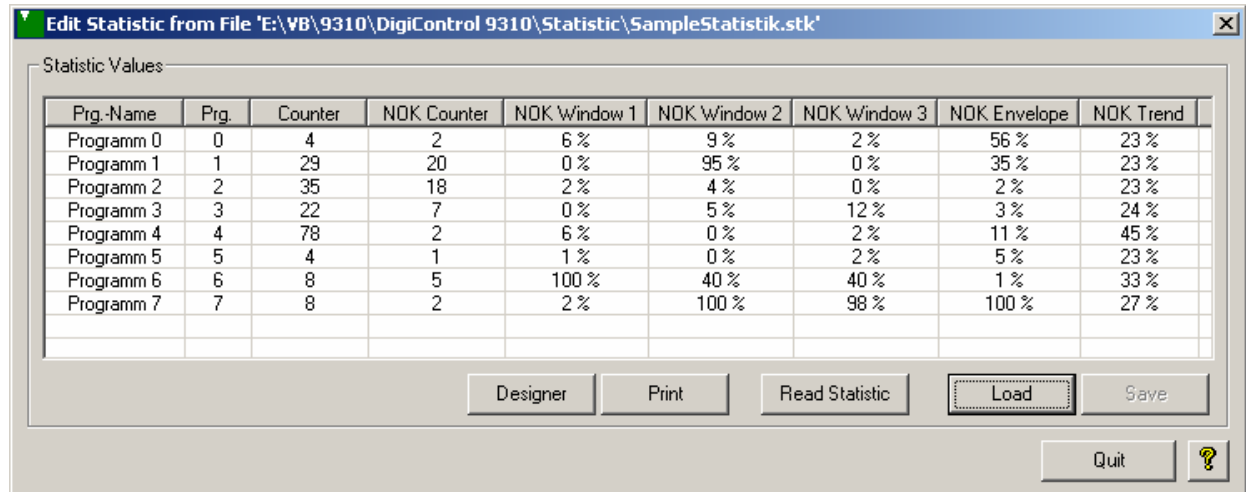 Edit Statistic from File 'E:\VB\9310\DigiControl 9310\Statistic\SampleStatistik.stk'
Statistic Values
Prg.-Name Prg. Counter NOK Counter NOK Window 1 NOK Window 2 NOK Window 3 NOK Envelope NOK Trend
Programm 0 0 4 2 6 % 9 % 2 % 56 % 23 %
Programm 1 1 29 20 0 % 95 % 0 % 35 % 23 %
Programm 2 2 35 18 2 % 4 % 0 % 2 % 23 %
Programm 3 3 22 7 0 % 5 % 12 % 3 % 24 %
Programm 4 4 78 2 6 % 0 % 2 % 11 % 45 %
Programm 5 5 4 1 1 % 0 % 2 % 5 % 23 %
Programm 6 6 8 5 100 % 40 % 40 % 1 % 33 %
Programm 7 7 8 2 2 % 100 % 98 % 100 % 27 %
Designer Print Read Statistic Load Save
Quit ?